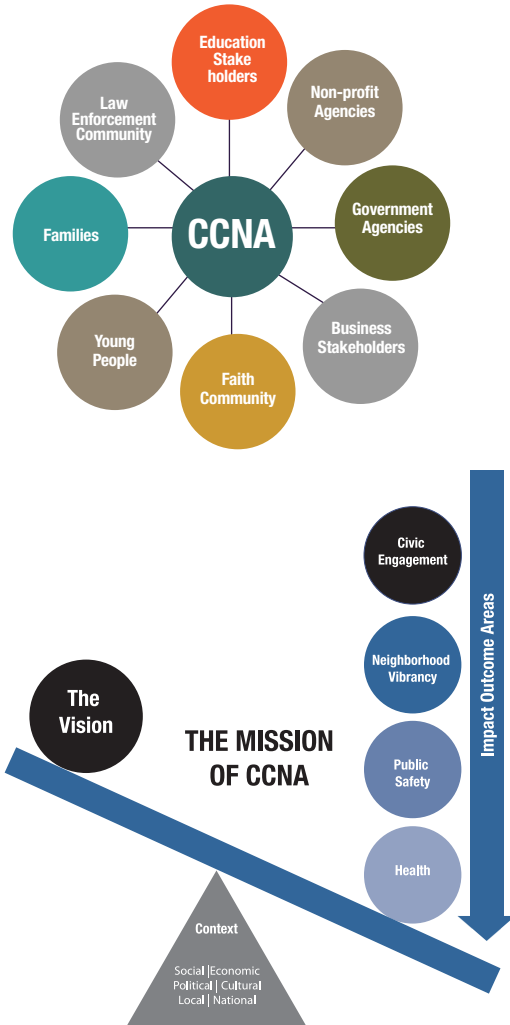 Education
Stake
holders
Non-profit
Agencies
Law
Enforcement
Community
CCNA
Government
Agencies
Families
Business
Stakeholders
Young
People
Faith
Community
Civic
Engagement
Neighborhood
Vibrancy
Impact Outcome Areas
The
Vision
THE MISSION
OF CCNA
Public
Safety
Health
Context
Social | Economic
Political | Cultural
Local | National